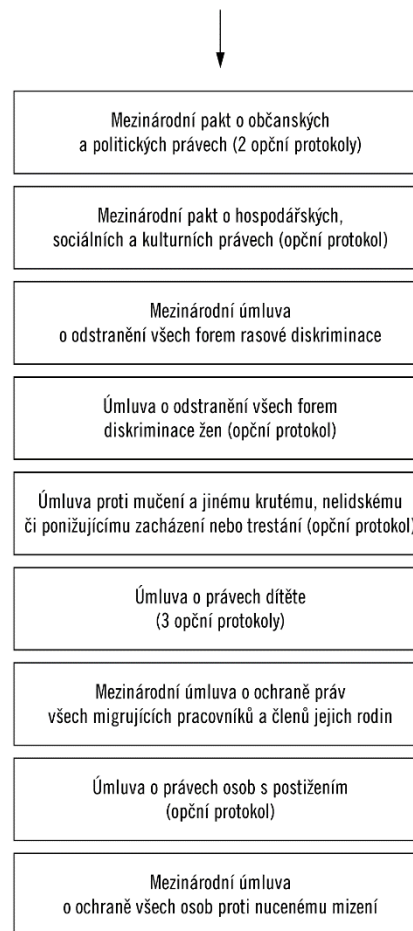 Mezinárodní pakt o občanských
a politických právech (2 opční protokoly)
Mezinárodní pakt o hospodářských,
sociálních a kulturních právech (opční protokol)
Mezinárodní úmluva
o odstranění všech forem rasové diskriminace
Úmluva o odstranění všech forem
diskriminace žen (opční protokol)
Úmluva proti mučení a jinému krutému, nelidskému
či ponižujícímu zacházení nebo trestání (opční protokol)
Úmluva o právech dítěte
(3 opční protokoly)
Mezinárodní úmluva o ochraně práv
všech migrujících pracovníků a členů jejich rodin
Úmluva o právech osob s postižením
(opční protokol)
Mezinárodní úmluva
o ochraně všech osob proti nucenému mizení